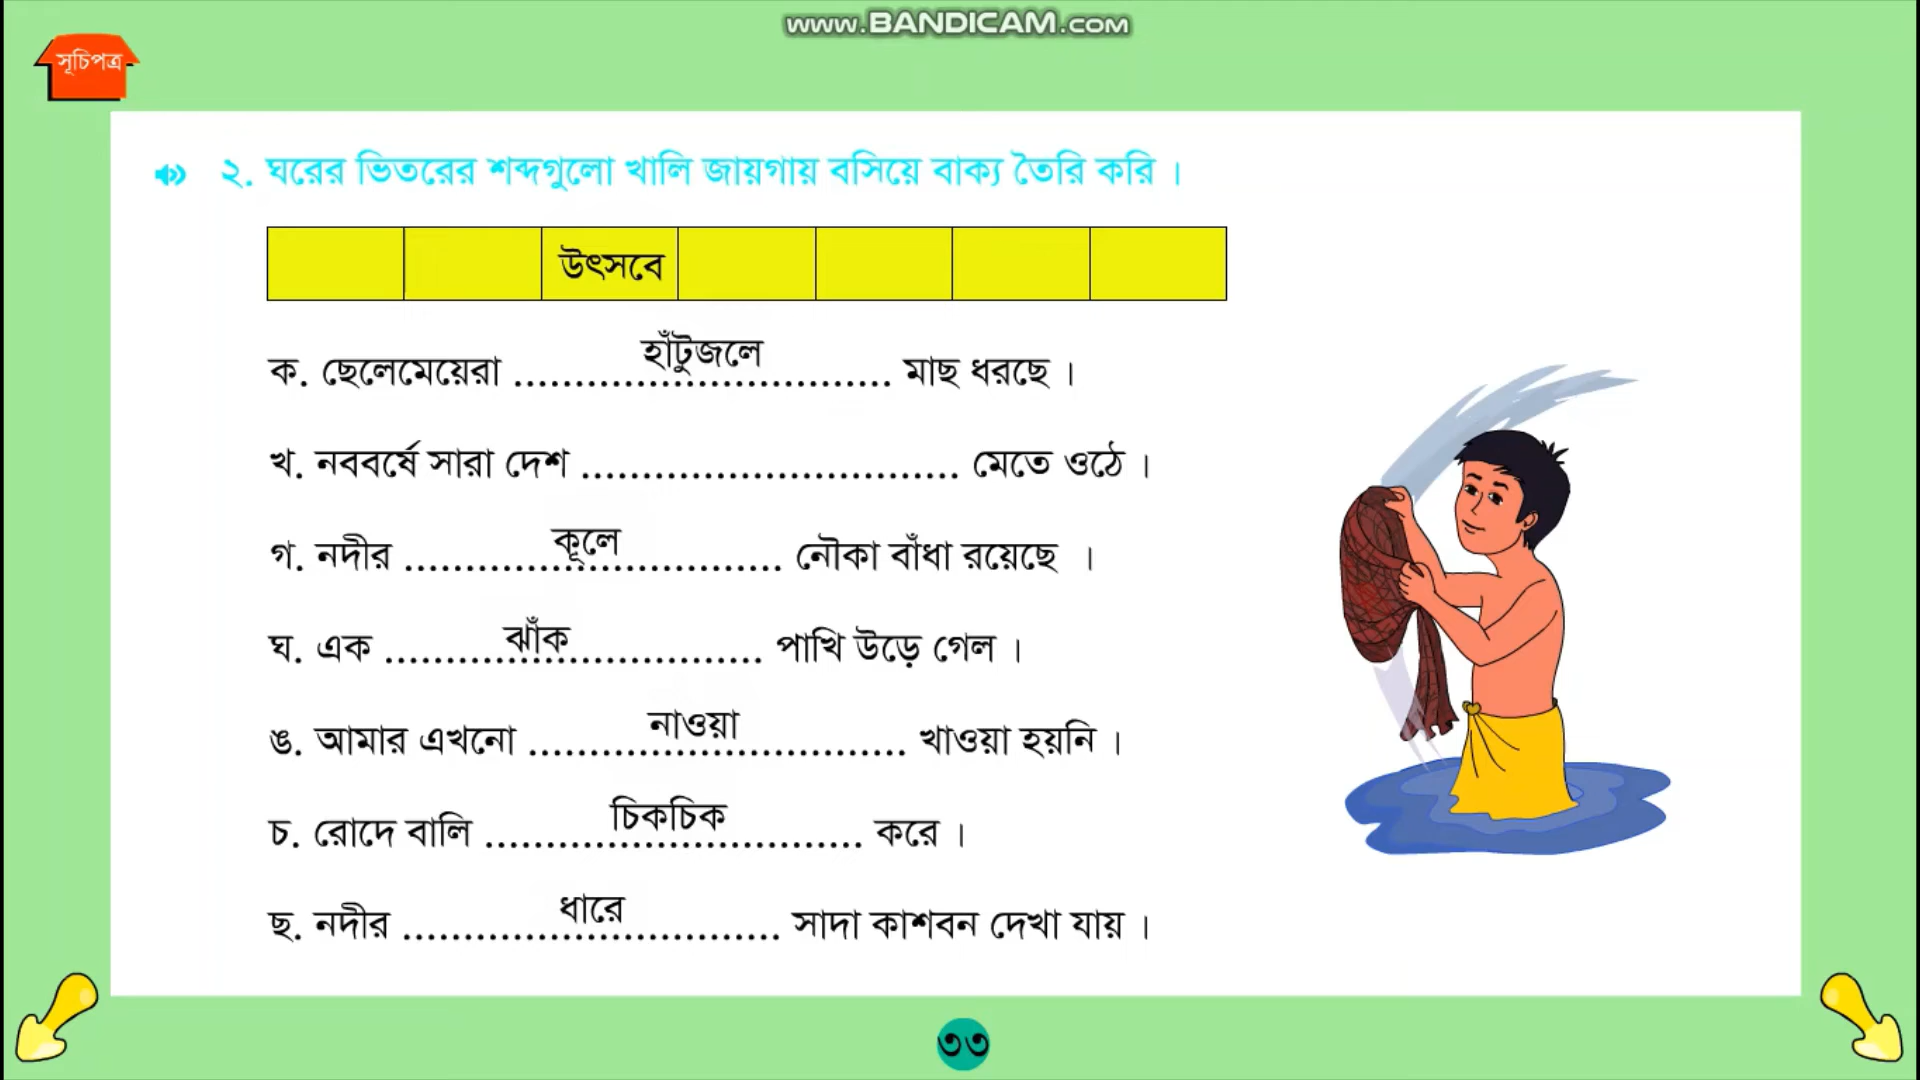 www.BANDICAM.com
সূচিপত্র
২. ঘরের ভিতরের শব্দগুলো খালি জায়গায় বসিয়ে বাক্য তৈরি করি ।
উৎসবে
ক. ছেলেমেয়েরা ...............হাঁটুজলে............... মাছ ধরছে ।
খ. নববর্ষে সারা দেশ ............................... মেতে ওঠে ।
গ. নদীর ...............কূলে............... নৌকা বাঁধা রয়েছে ।
ঘ. এক ...............ঝাঁক............... পাখি উড়ে গেল ।
ঙ. আমার এখনো ...............নাওয়া............... খাওয়া হয়নি ।
চ. রোদে বালি ...............চিকচিক............... করে ।
ছ. নদীর ...............ধারে............... সাদা কাশবন দেখা যায় ।
৩৩